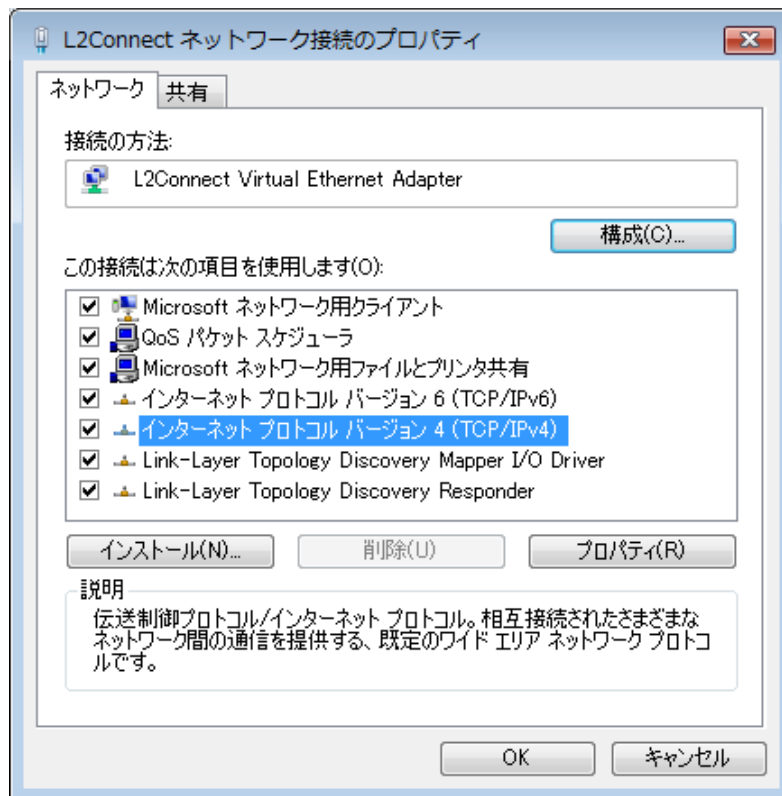 L2Connect ネットワーク接続のプロパティ
ネットワーク 共有
接続の方法:
L2Connect Virtual Ethernet Adapter
構成(C)...
この接続は次の項目を使用します(O):
Microsoft ネットワーク用クライアント
QoS パケット スケジューラ
Microsoft ネットワーク用ファイルとプリンタ共有
インターネット プロトコル バージョン 6 (TCP/IPv6)
インターネット プロトコル バージョン 4 (TCP/IPv4)
Link-Layer Topology Discovery Mapper I/O Driver
Link-Layer Topology Discovery Responder
インストール(N)... 削除(U) プロパティ(R)
説明
伝送制御プロトコル/インターネット プロトコル。相互接続されたさまざまな
ネットワーク間の通信を提供する、既定のワイド エリア ネットワーク プロトコ
ルです。
OK キャンセル